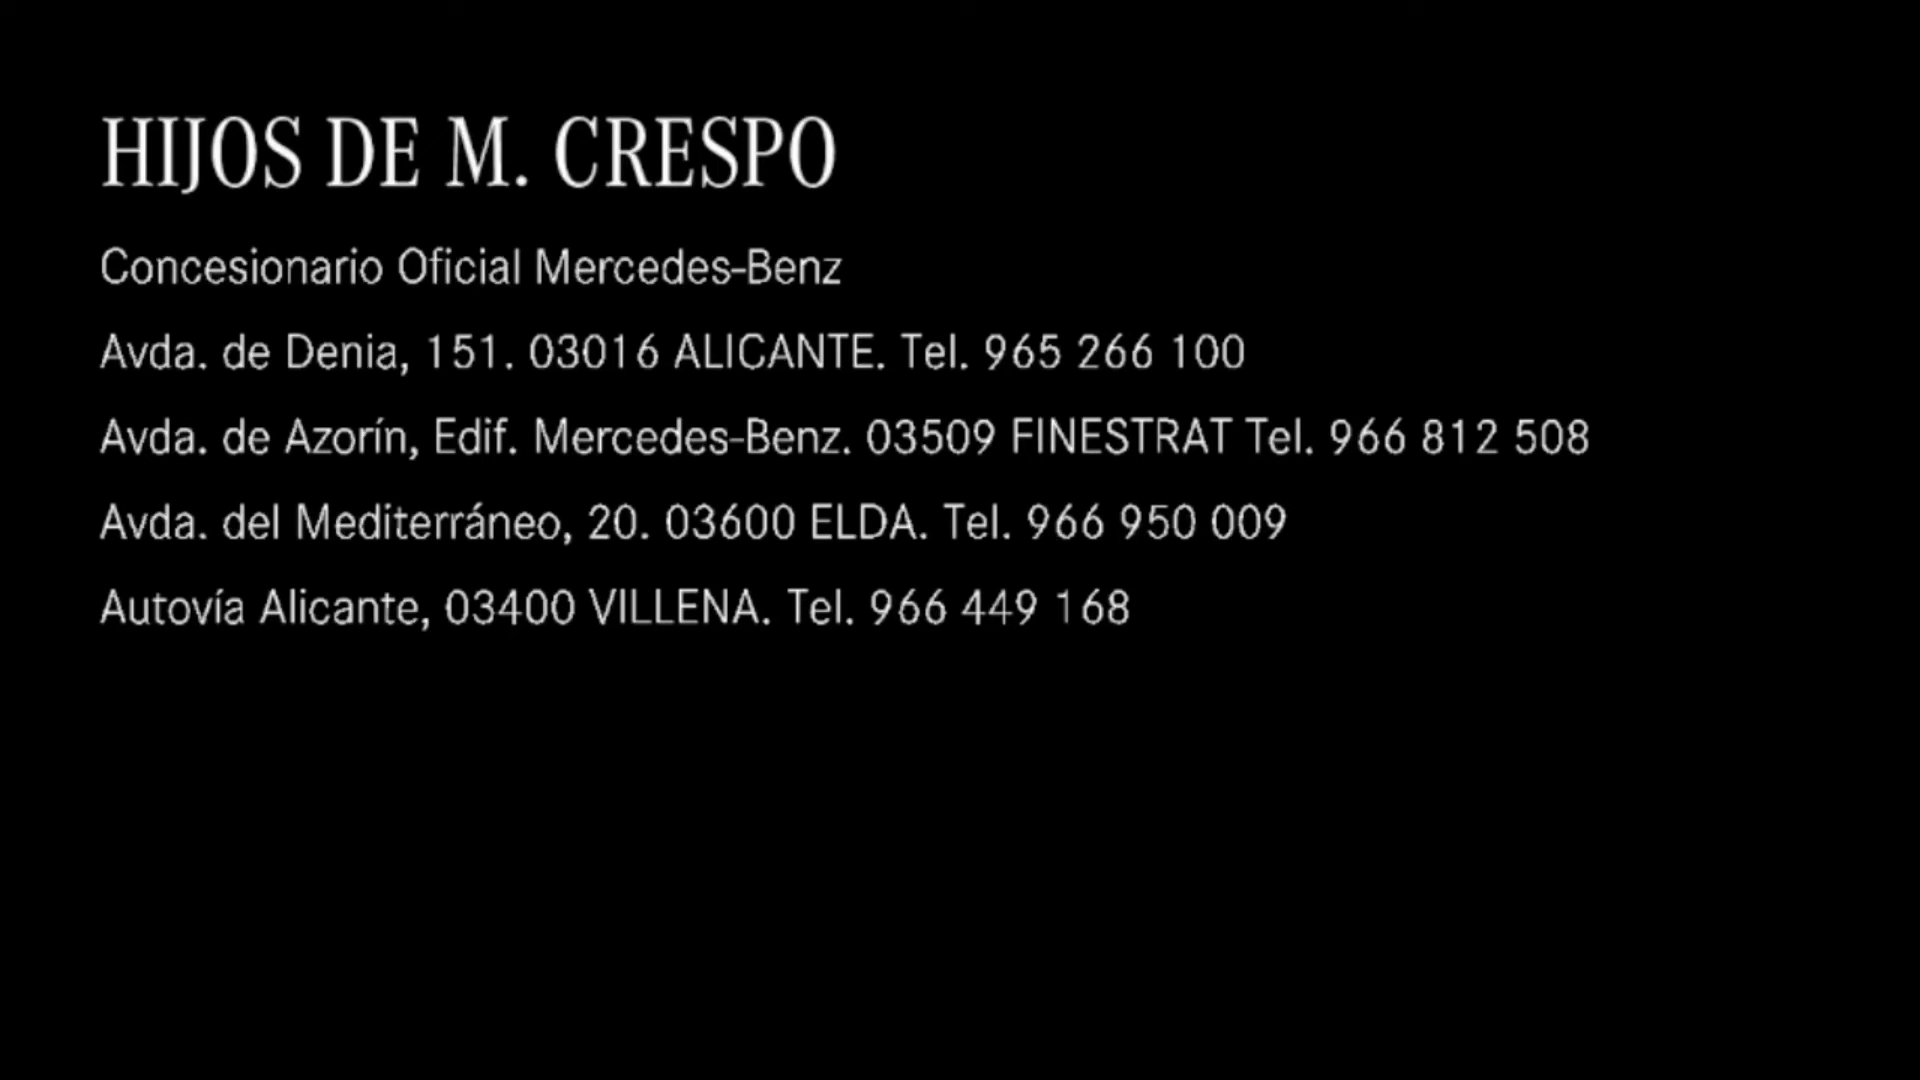 HIJOS DE M. CRESPO
Concesionario Oficial Mercedes-Benz
Avda. de Denia, 151. 03016 ALICANTE. Tel. 965 266 100
Avda. de Azorín, Edif. Mercedes-Benz. 03509 FINESTRAT Tel. 966 812 508
Avda. del Mediterráneo, 20. 03600 ELDA. Tel. 966 950 009
Autovía Alicante, 03400 VILLENA. Tel. 966 449 168